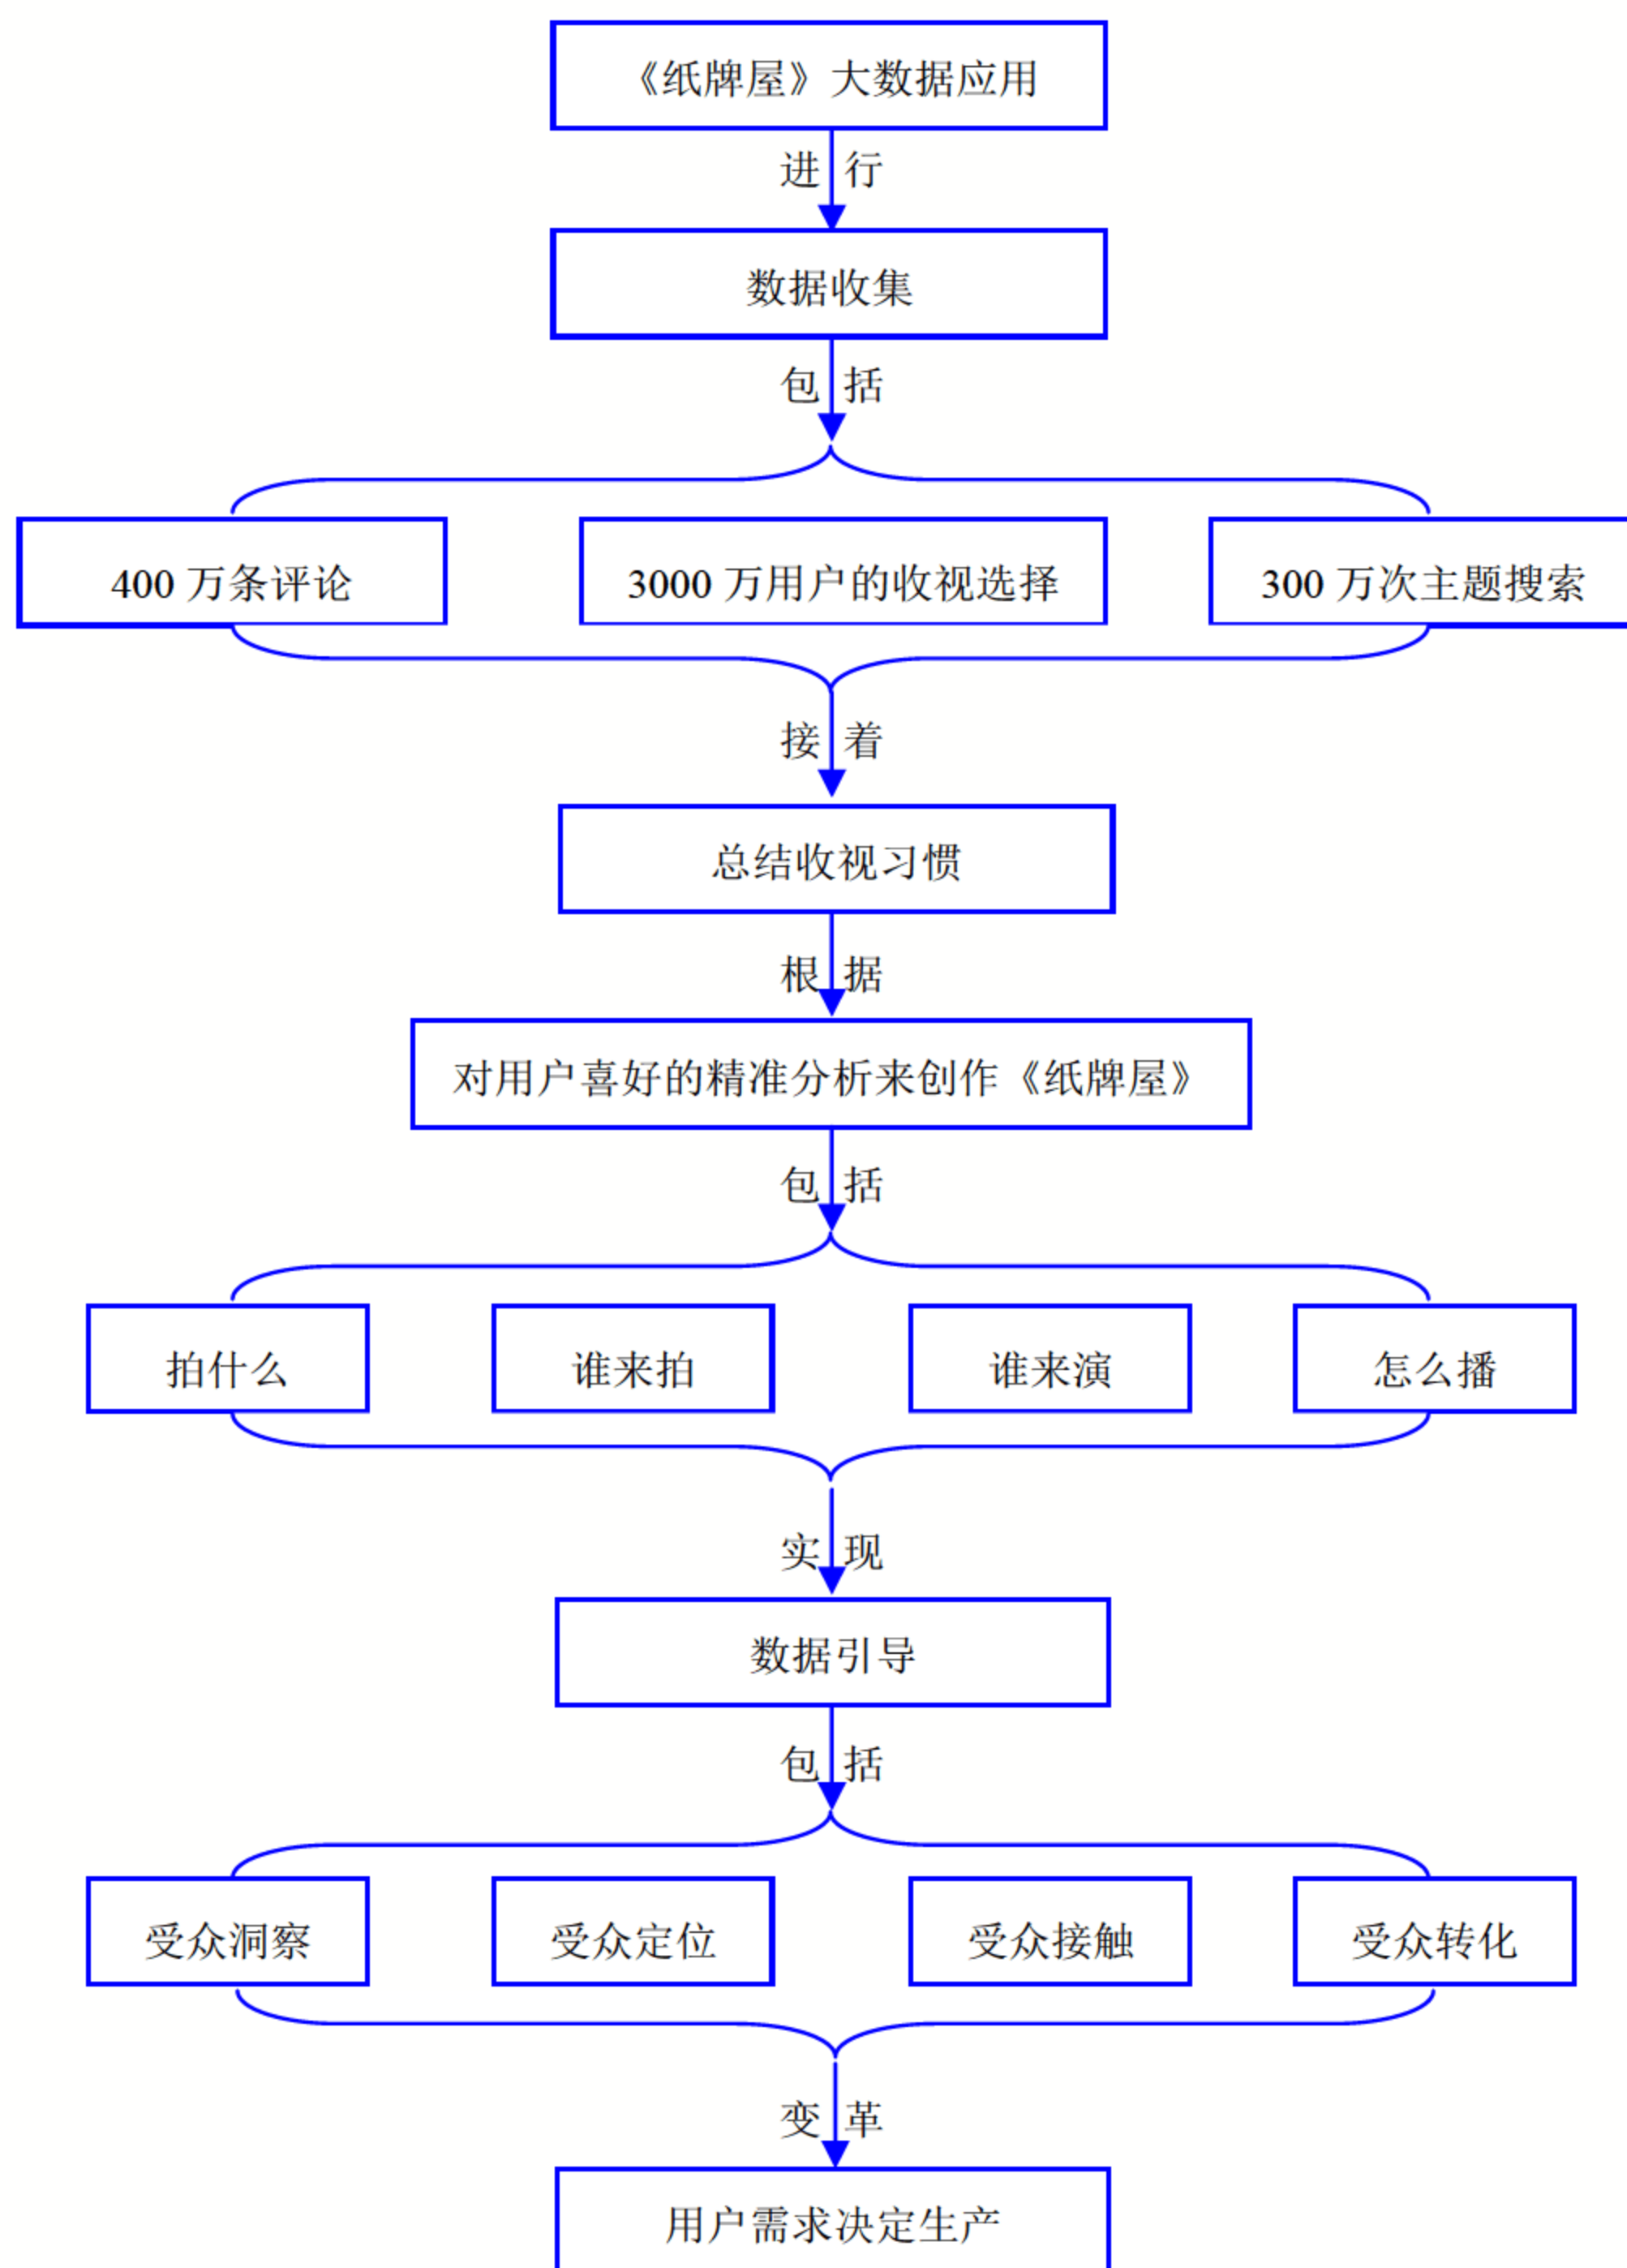 《纸牌屋》大数据应用
进行
数据收集
包括
400 万条评论
3000 万用户的收视选择
300 万次主题搜索
接着
总结收视习惯
根据
对用户喜好的精准分析来创作《纸牌屋》
包括
拍什么
谁来拍
谁来演
怎么播
实现
数据引导
包括
受众洞察
受众定位
受众接触
受众转化
变革
用户需求决定生产